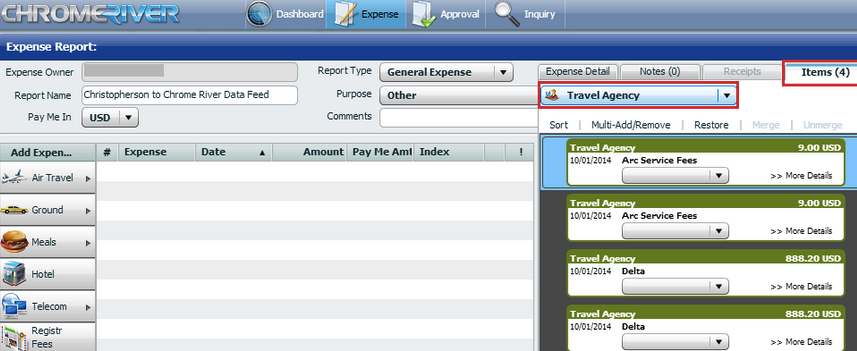 CHROMERIVER Dashboard Expense Approval Inquiry
Expense Report:
Expense Owner
Report Type General Expense
Report Name Christopherson to Chrome River Data Feed
Purpose Other
Pay Me In USD
Comments
Expense Detail Notes (0) Receipts Items (4)
Travel Agency
Sort Multi-Add/Remove Restore Merge Unmerge
Add Expen... # Expense Date Amount Pay Me Amt Index !
Air Travel
Ground
Meals
Hotel
Telecom
Registr
Fees
Travel Agency 9.00 USD
10/01/2014 Arc Service Fees
>> More Details
Travel Agency 9.00 USD
10/01/2014 Arc Service Fees
>> More Details
Travel Agency 888.20 USD
10/01/2014 Delta
>> More Details
Travel Agency 888.20 USD
10/01/2014 Delta
>> More Details